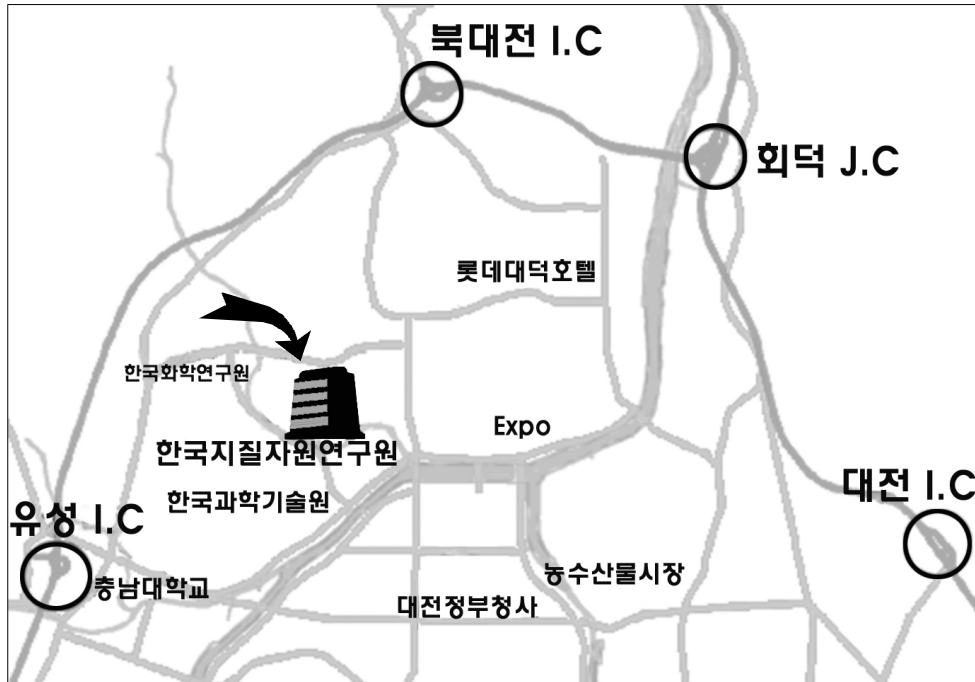 북대전 I.C
회덕 J.C
롯데대덕호텔
한국화학연구원
Expo
한국지질자원연구원
대전 I.C
한국과학기술원
유성 I.C
농수산물시장
충남대학교
대전정부청사